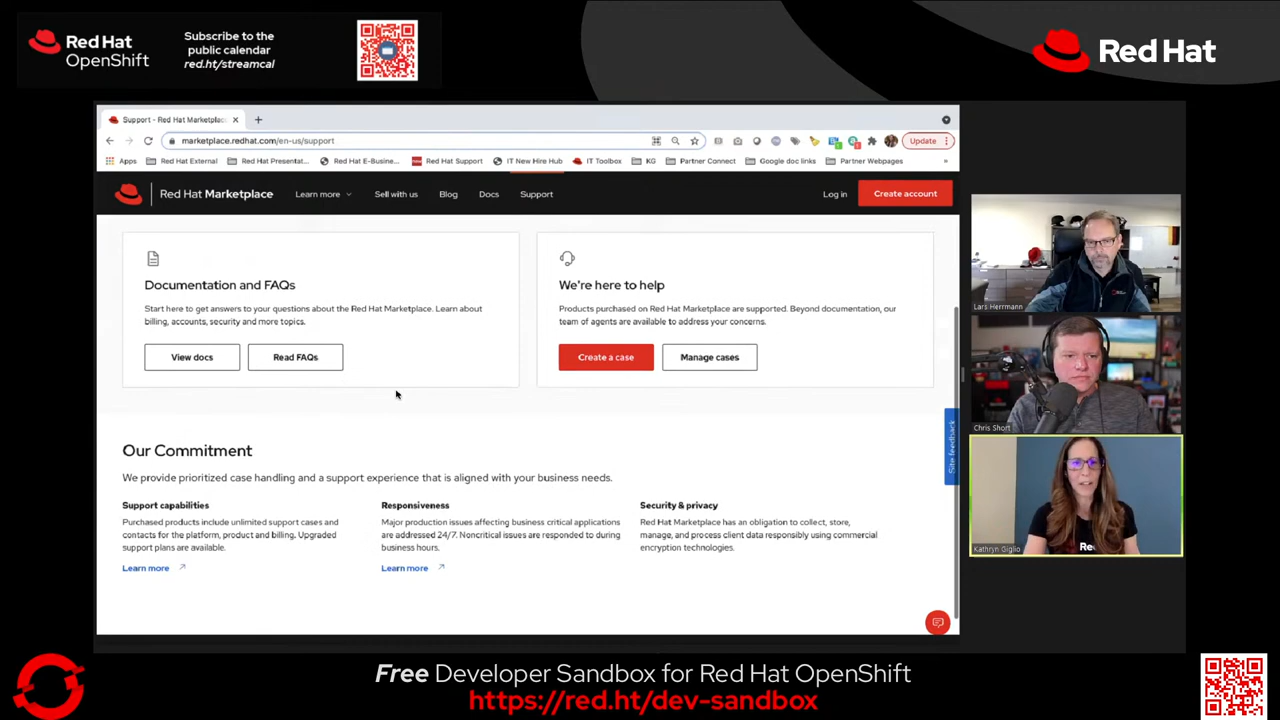 Red Hat
OpenShift
Subscribe to the
public calendar
red.ht/streamcal
Red Hat
Support - Red Hat Marketplac
marketplace.redhat.com/en-us/support
Update
Apps
Red Hat External
Red Hat Presentat...
Red Hat E-Busine...
Red Hat Support
IT New Hire Hub
IT Toolbox
KG
Partner Connect
Google doc links
Partner Webpages
»
Red Hat Marketplace
Learn more
Sell with us
Blog
Docs
Support
Log in
Create account
Documentation and FAQs
Start here to get answers to your questions about the Red Hat Marketplace. Learn about
billing, accounts, security and more topics.
View docs
Read FAQs
We're here to help
Products purchased on Red Hat Marketplace are supported. Beyond documentation, our
team of agents are available to address your concerns.
Create a case
Manage cases
Site feedback
Our Commitment
We provide prioritized case handling and a support experience that is aligned with your business needs.
Support capabilities
Purchased products include unlimited support cases and
contacts for the platform, product and billing. Upgraded
support plans are available.
Learn more
Responsiveness
Major production issues affecting business critical applications
are addressed 24/7. Noncritical issues are responded to during
business hours.
Learn more
Security & privacy
Red Hat Marketplace has an obligation to collect, store,
manage, and process client data responsibly using commercial
encryption technologies.
Lars Herrmann
Chris Short
Kathryn Giglio
Free Developer Sandbox for Red Hat OpenShift
https://red.ht/dev-sandbox